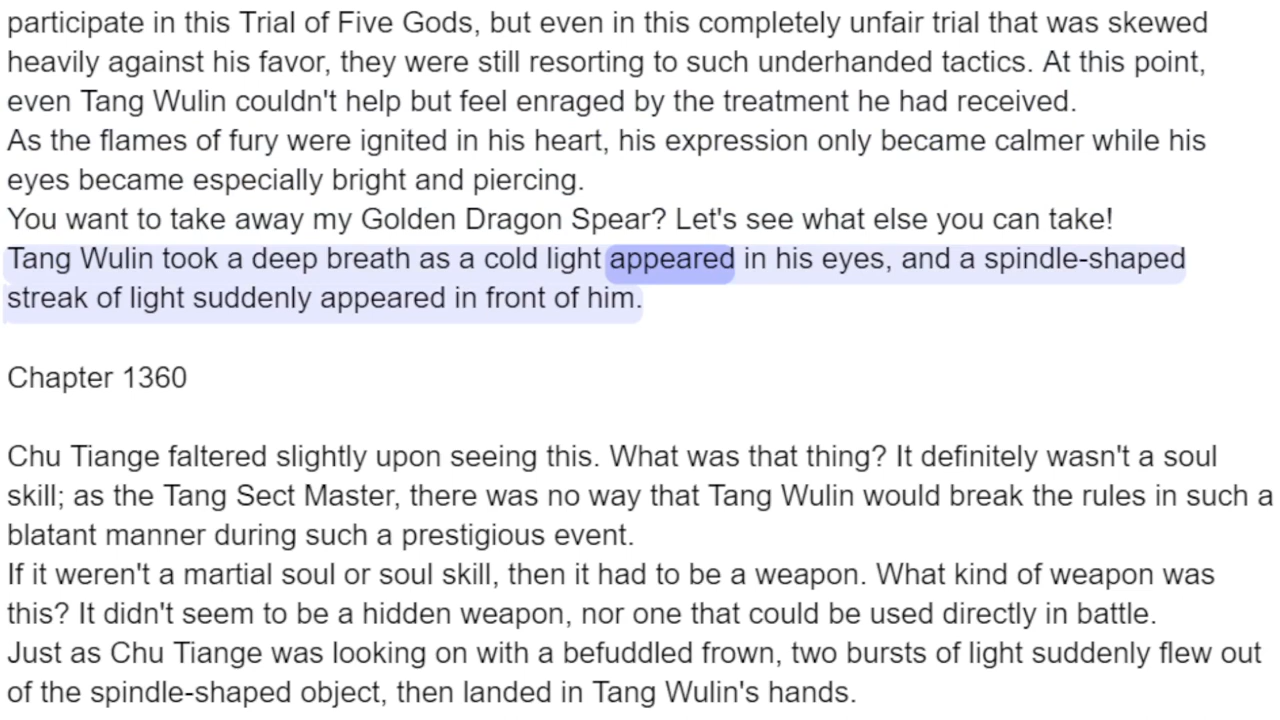 participate in this Trial of Five Gods, but even in this completely unfair trial that was skewed
heavily against his favor, they were still resorting to such underhanded tactics. At this point,
even Tang Wulin couldn't help but feel enraged by the treatment he had received.
As the flames of fury were ignited in his heart, his expression only became calmer while his
eyes became especially bright and piercing.
You want to take away my Golden Dragon Spear? Let's see what else you can take!
Tang Wulin took a deep breath as a cold light appeared in his eyes, and a spindle-shaped
streak of light suddenly appeared in front of him.
Chapter 1360
Chu Tiange faltered slightly upon seeing this. What was that thing? It definitely wasn't a soul
skill; as the Tang Sect Master, there was no way that Tang Wulin would break the rules in such a
blatant manner during such a prestigious event.
If it weren't a martial soul or soul skill, then it had to be a weapon. What kind of weapon was
this? It didn't seem to be a hidden weapon, nor one that could be used directly in battle.
Just as Chu Tiange was looking on with a befuddled frown, two bursts of light suddenly flew out
of the spindle-shaped object, then landed in Tang Wulin's hands.